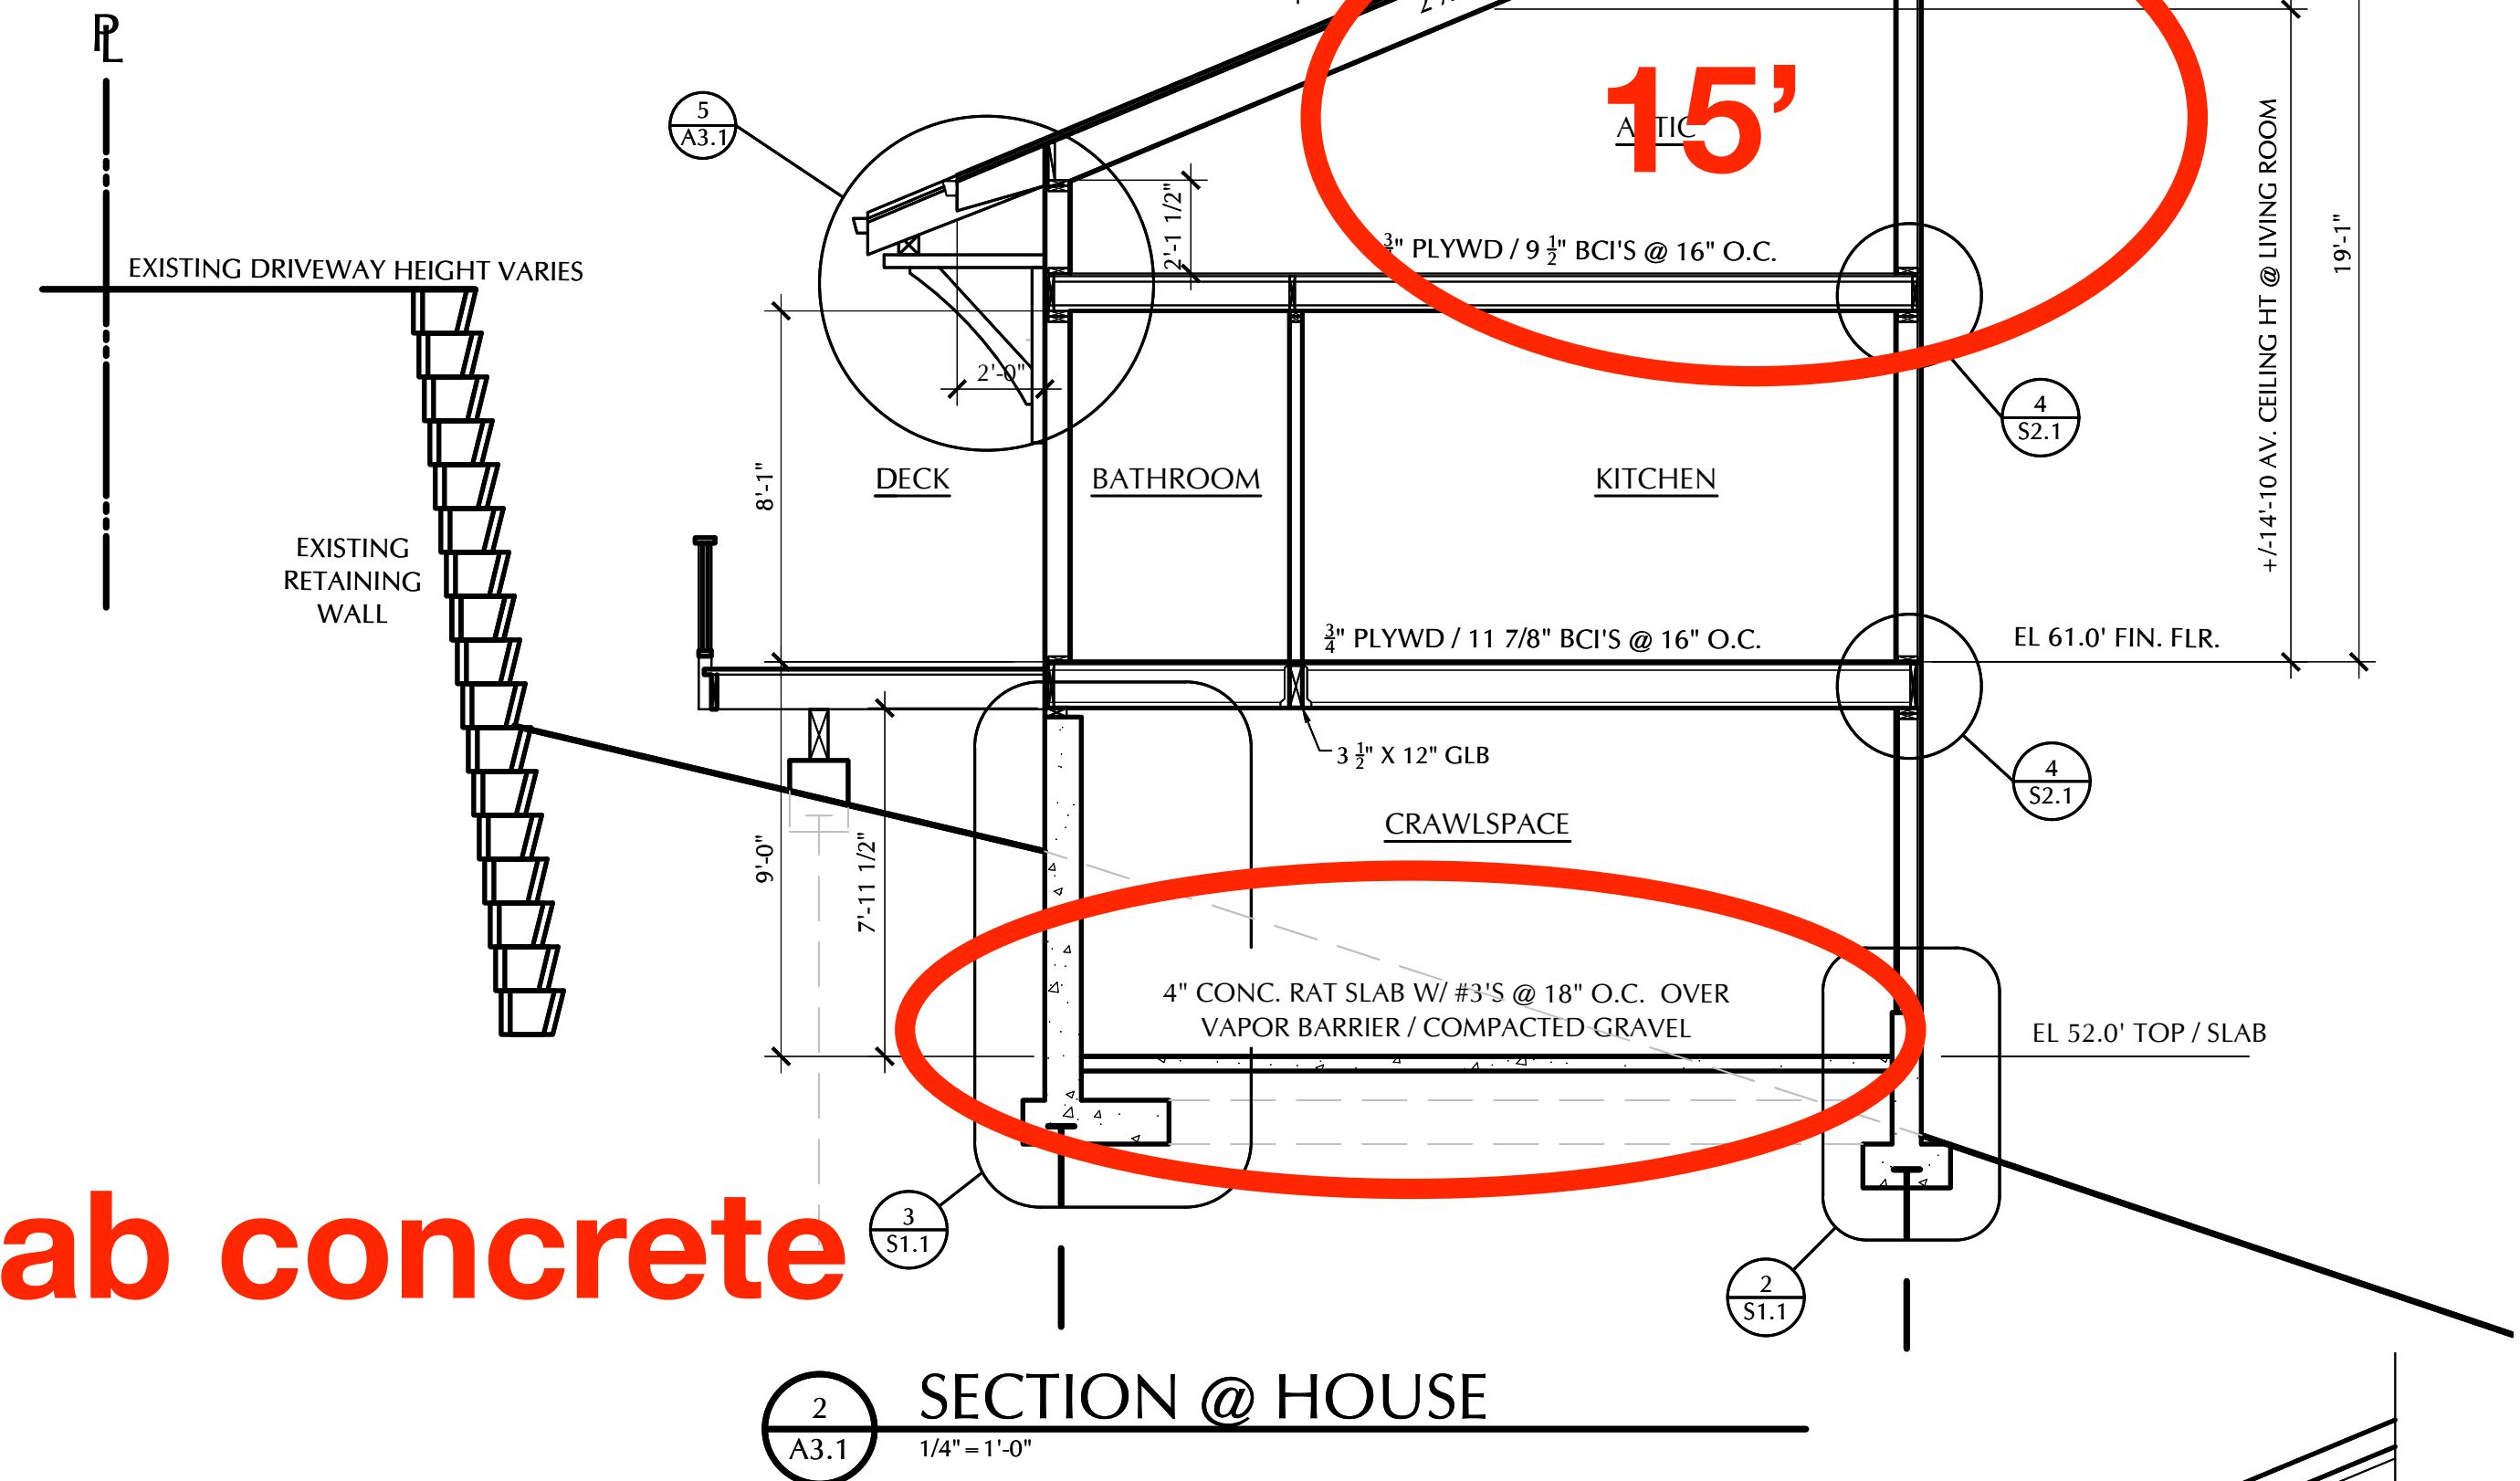 PL
5
A3.1
15’
ATTIC
2'-1 1/2"
3/4" PLYWD / 9 1/2" BCI'S @ 16" O.C.
EXISTING DRIVEWAY HEIGHT VARIES
+/-14'-10 AV. CEILING HT @ LIVING ROOM
19'-1"
2'-0"
4
S2.1
8'-1"
DECK
BATHROOM
KITCHEN
EXISTING
RETAINING
WALL
3/4" PLYWD / 11 7/8" BCI'S @ 16" O.C.
EL 61.0' FIN. FLR.
3 1/2" X 12" GLB
4
S2.1
CRAWLSPACE
9'-0"
7'-11 1/2"
4" CONC. RAT SLAB W/ #3'S @ 18" O.C. OVER
VAPOR BARRIER / COMPACTED GRAVEL
EL 52.0' TOP / SLAB
ab concrete
3
S1.1
2
S1.1
2
A3.1
SECTION @ HOUSE
1/4" = 1'-0"